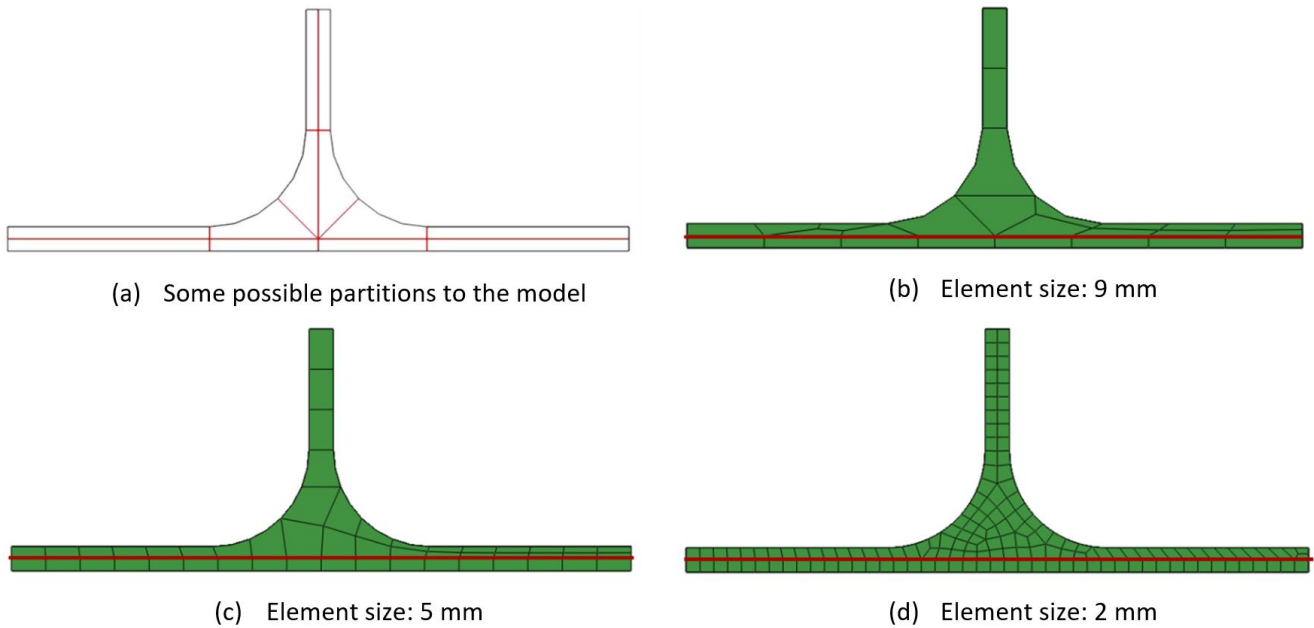 (a) Some possible partitions to the model
(b) Element size: 9 mm
(c) Element size: 5 mm
(d) Element size: 2 mm